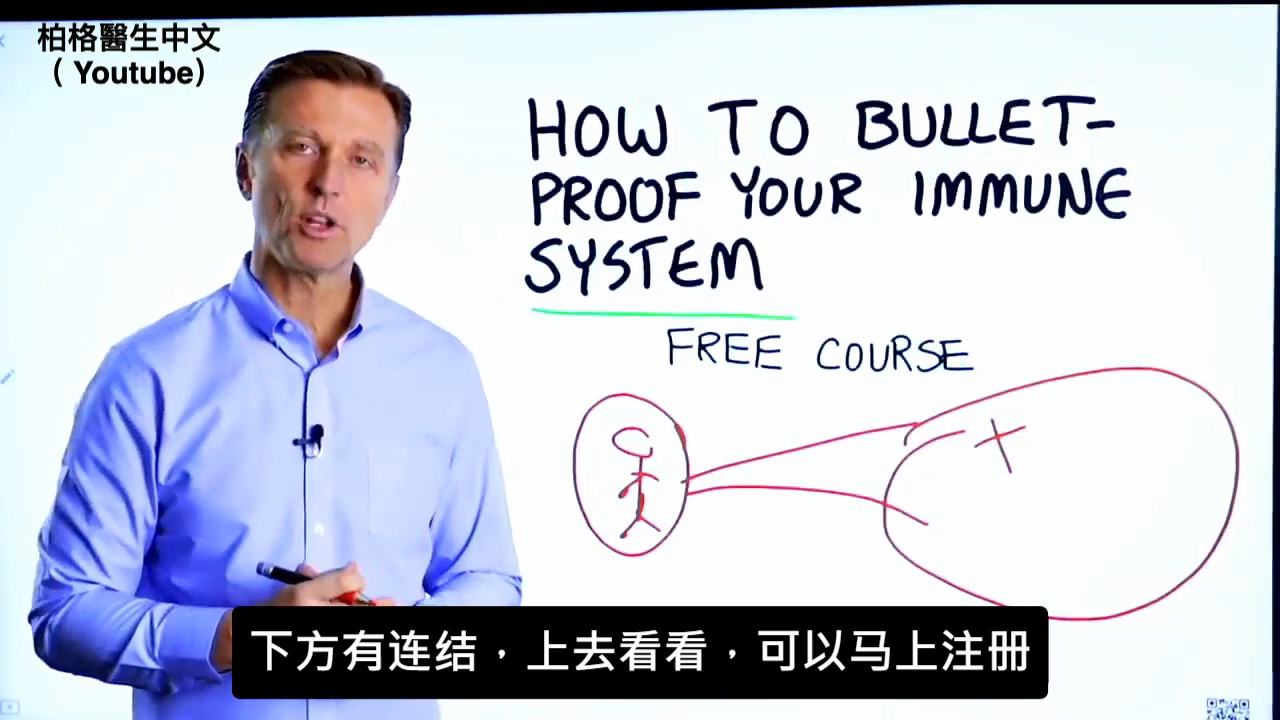 柏格醫生中文
（ Youtube）
HOW TO BULLET-
PROOF YOUR IMMUNE
SYSTEM
FREE COURSE
下方有连结，上去看看，可以马上注册